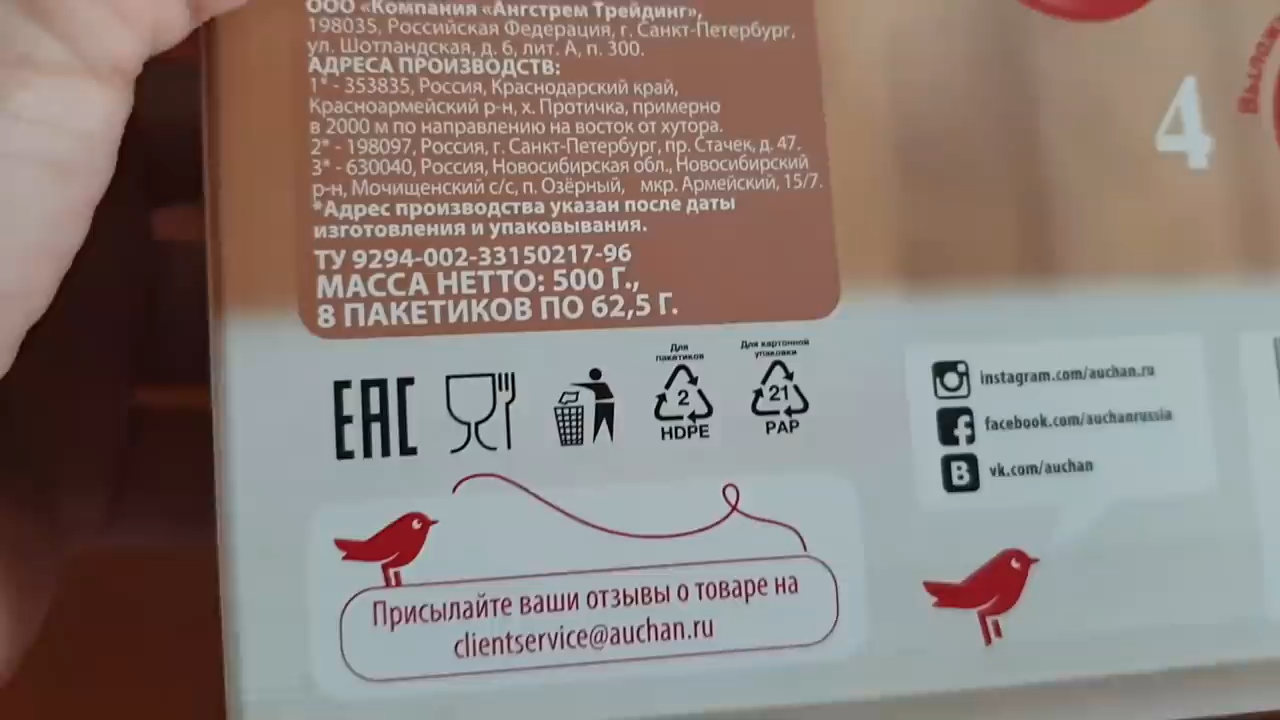 ООО «Компания «Ангстрем Трейдинг»,
198035, Российская Федерация, г. Санкт-Петербург,
ул. Шотландская, д. 6, лит. А, п. 300.
АДРЕСА ПРОИЗВОДСТВ:
1* - 353835, Россия, Краснодарский край,
Красноармейский р-н, х. Протичка, примерно
в 2000 м по направлению на восток от хутора.
2* - 198097, Россия, г. Санкт-Петербург, пр. Стачек, д. 47.
3* - 630040, Россия, Новосибирская обл., Новосибирский
р-н, Мочищенский с/с, п. Озёрный, мкр. Армейский, 15/7.
*Адрес производства указан после даты
изготовления и упаковывания.
ТУ 9294-002-33150217-96
МАССА НЕТТО: 500 Г.,
8 ПАКЕТИКОВ ПО 62,5 Г.
EAC
Для
пакетиков
2
HDPE
Для картонной
упаковки
21
PAP
Присылайте ваши отзывы о товаре на
clientservice@auchan.ru
4
instagram.com/auchan.ru
facebook.com/auchanrussia
vk.com/auchan